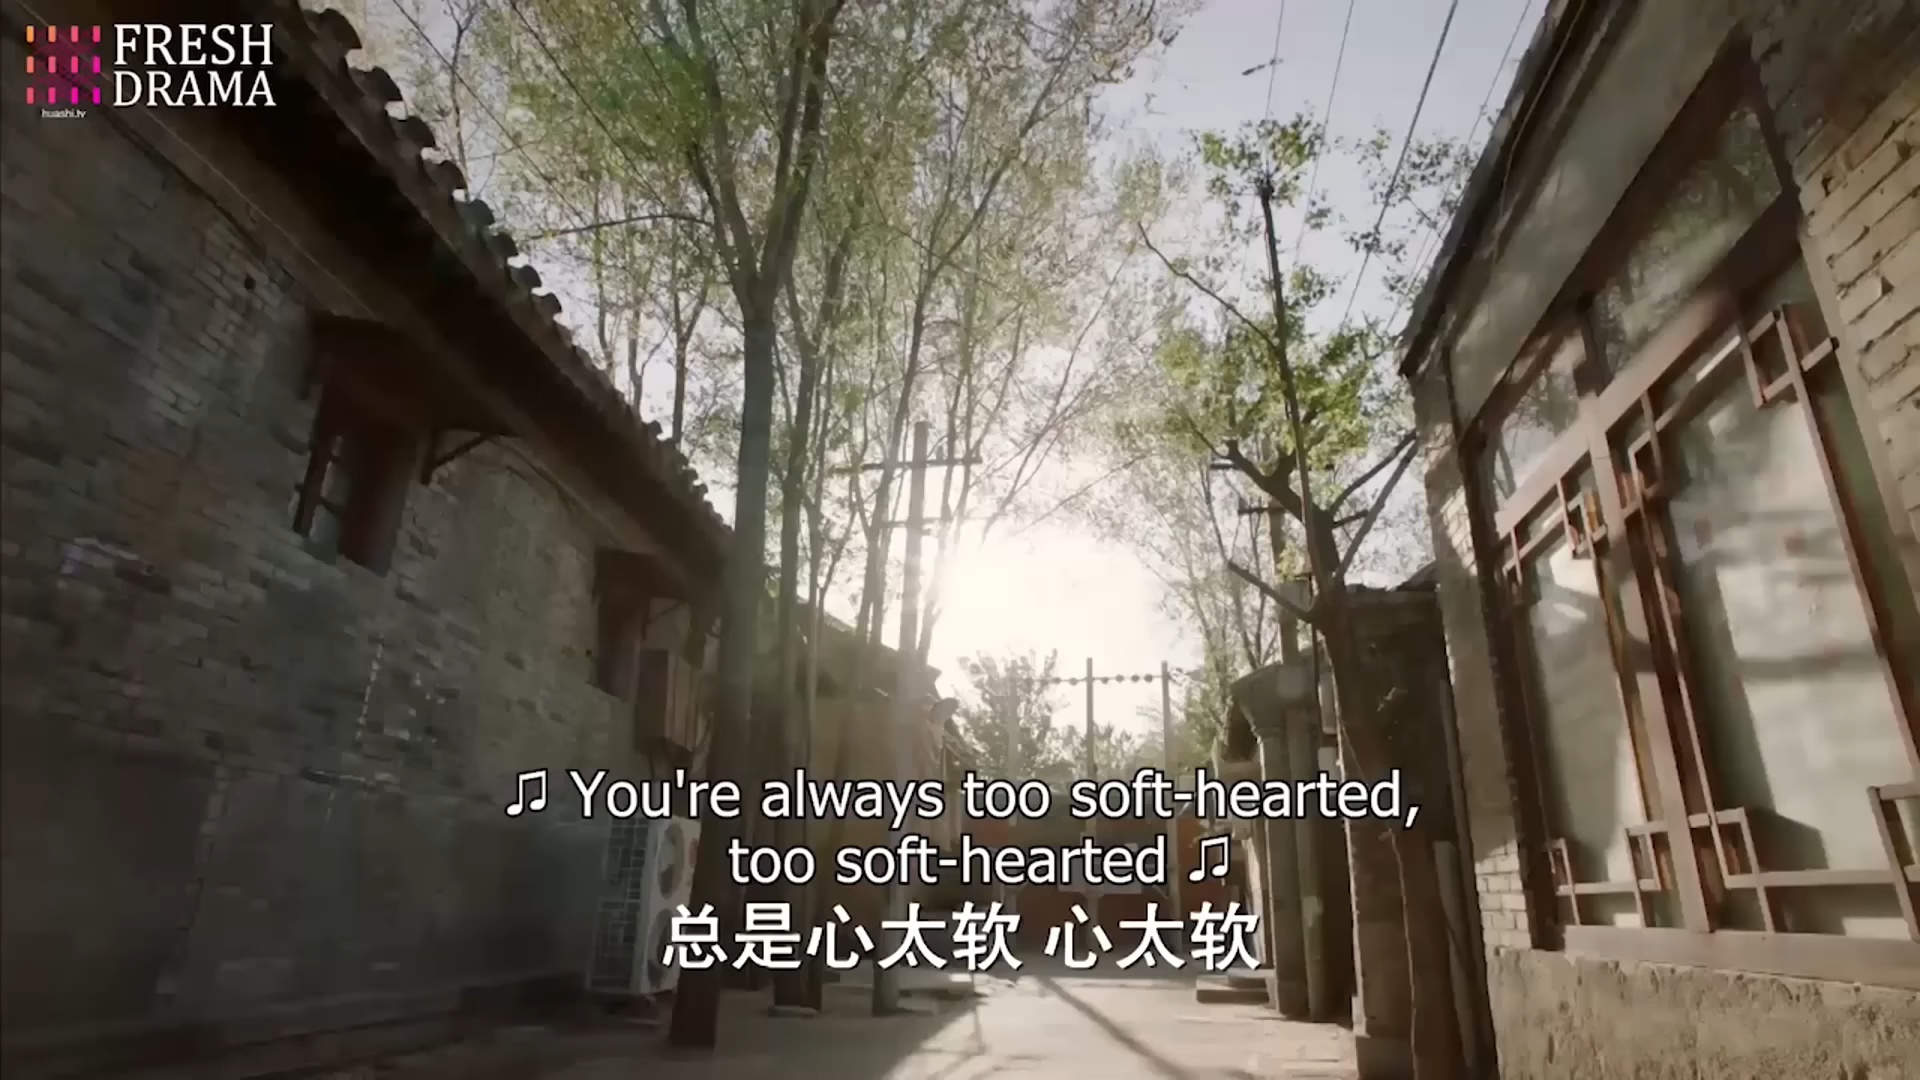 FRESH
DRAMA
huashi.tv
♫ You're always too soft-hearted,
too soft-hearted ♫
总是心太软 心太软